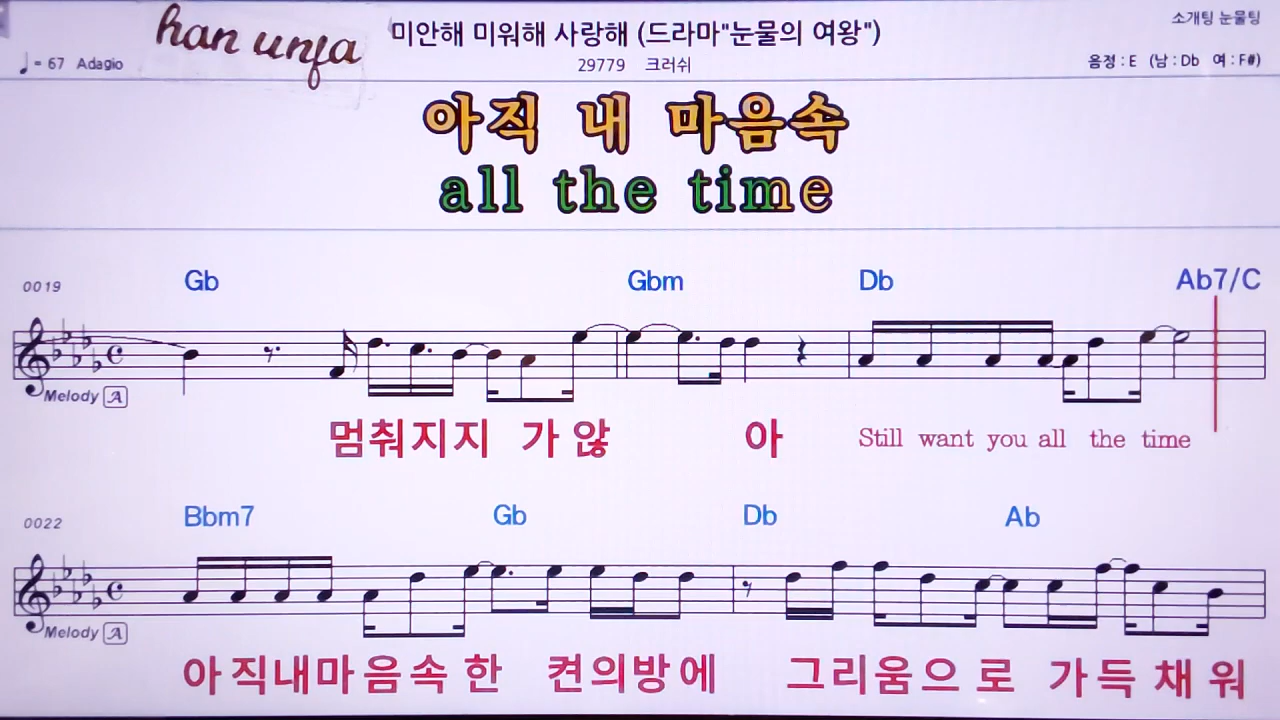 소개팅 눈물팅
han unfa
미안해 미워해 사랑해 (드라마"눈물의 여왕")
♩= 67 Adagio
29779 크러쉬
음정 : E (남 : Db 여 : F#)
아직 내 마음속
all the time
0019 Gb Gbm Db Ab7/C
Melody A
멈춰지지 가 않 아 Still want you all the time
0022 Bbm7 Gb Db Ab
Melody A
아직내마음속 한 켠의방에 그리움으로 가득 채 워